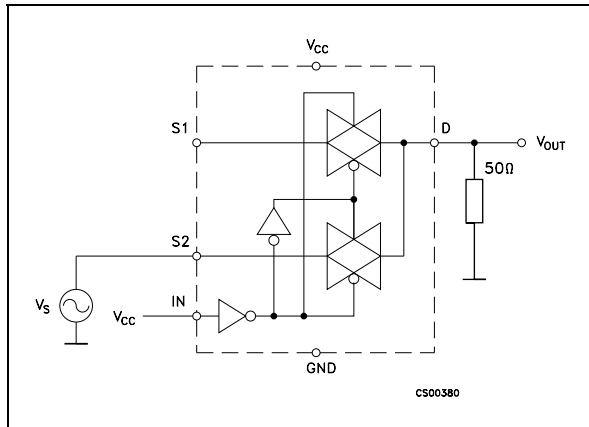 VCC
S1
D
VOUT
50Ω
S2
VS
IN
VCC
GND
CS00380